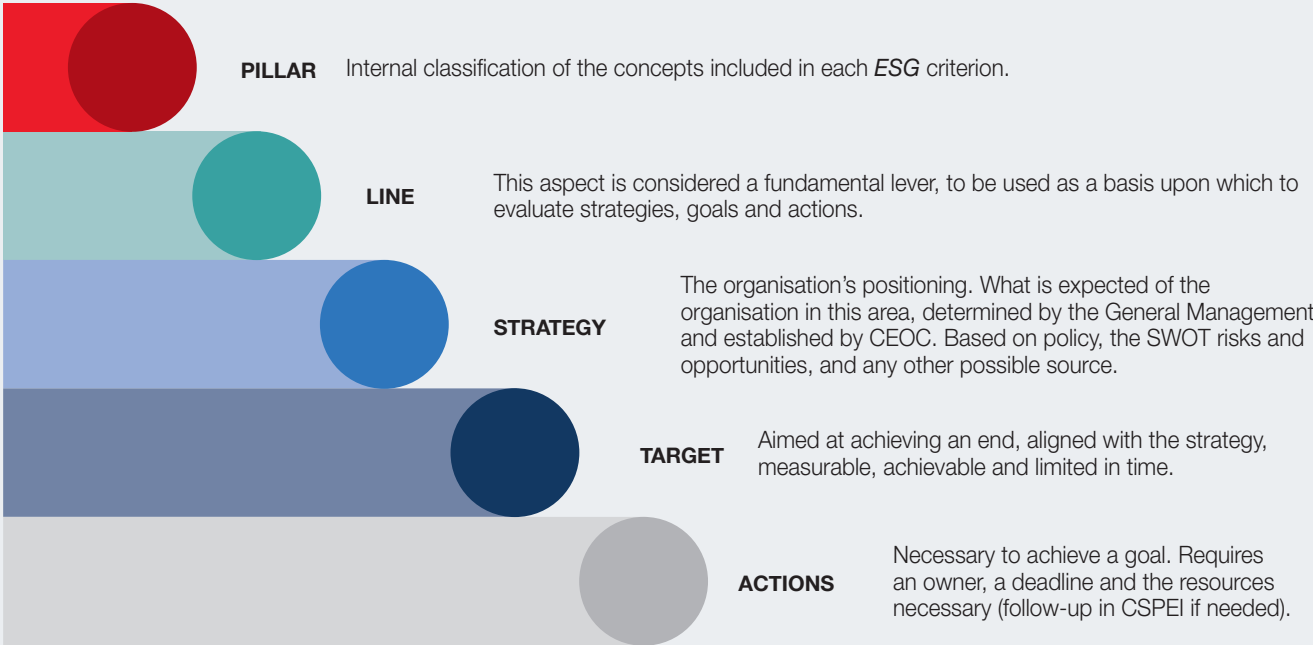 PILLAR Internal classification of the concepts included in each ESG criterion.
LINE
This aspect is considered a fundamental lever, to be used as a basis upon which to
evaluate strategies, goals and actions.
STRATEGY
The organisation's positioning. What is expected of the
organisation in this area, determined by the General Management
and established by CEOC. Based on policy, the SWOT risks and
opportunities, and any other possible source.
TARGET
Aimed at achieving an end, aligned with the strategy,
measurable, achievable and limited in time.
ACTIONS
Necessary to achieve a goal. Requires
an owner, a deadline and the resources
necessary (follow-up in CSPEI if needed).